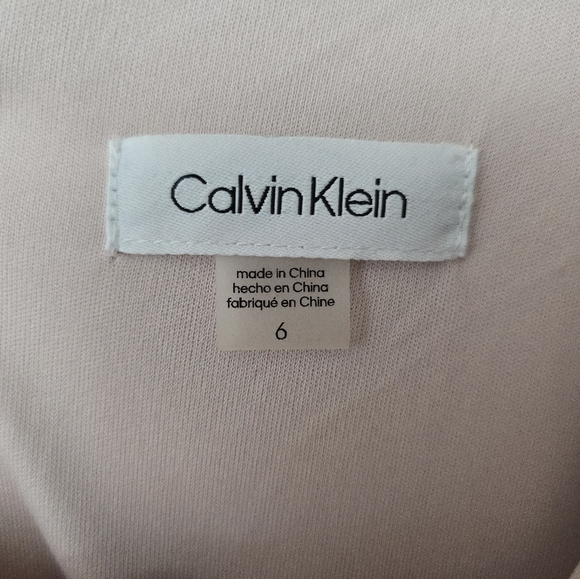 Calvin Klein
made in China
hecho en China
fabriqué en Chine
6